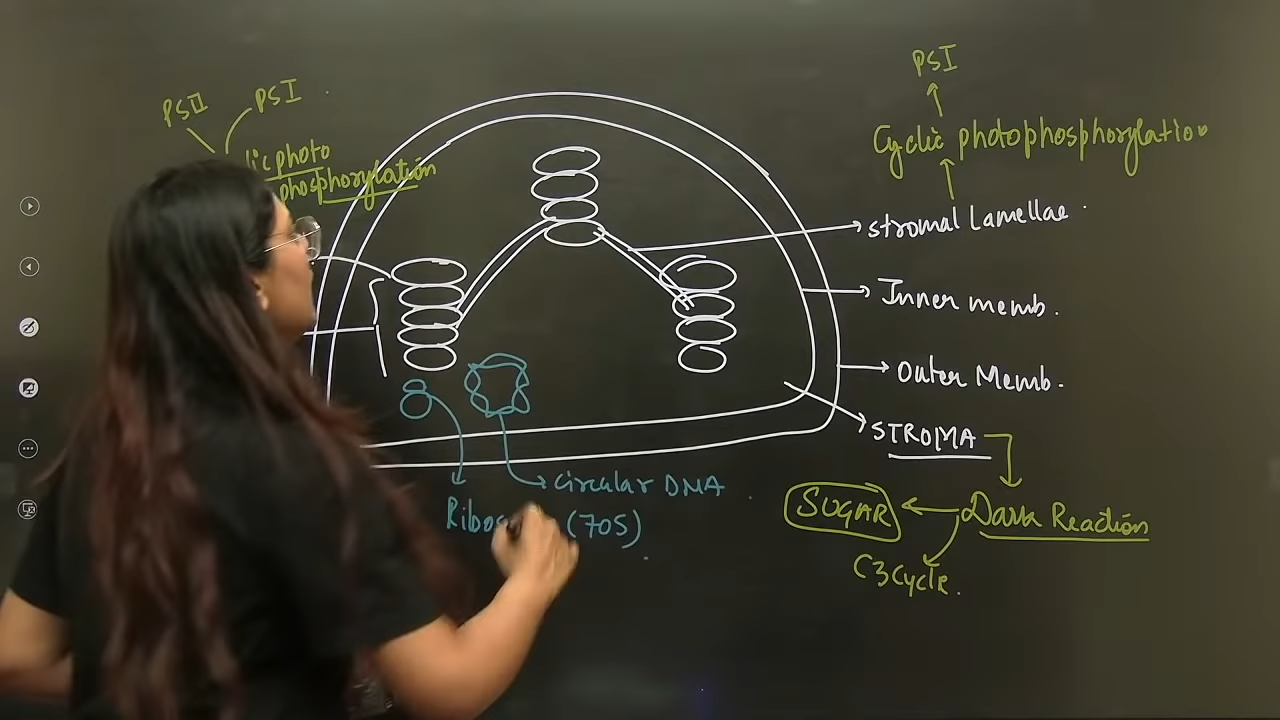 PSII
PSI
phosphorylation
PSI
Cyclic photophosphorylation
stromal Lamellae
Inner memb.
Outer Memb.
STROMA
Circular DNA
(70S)
SUGAR
Dark Reaction
C3 Cycle.